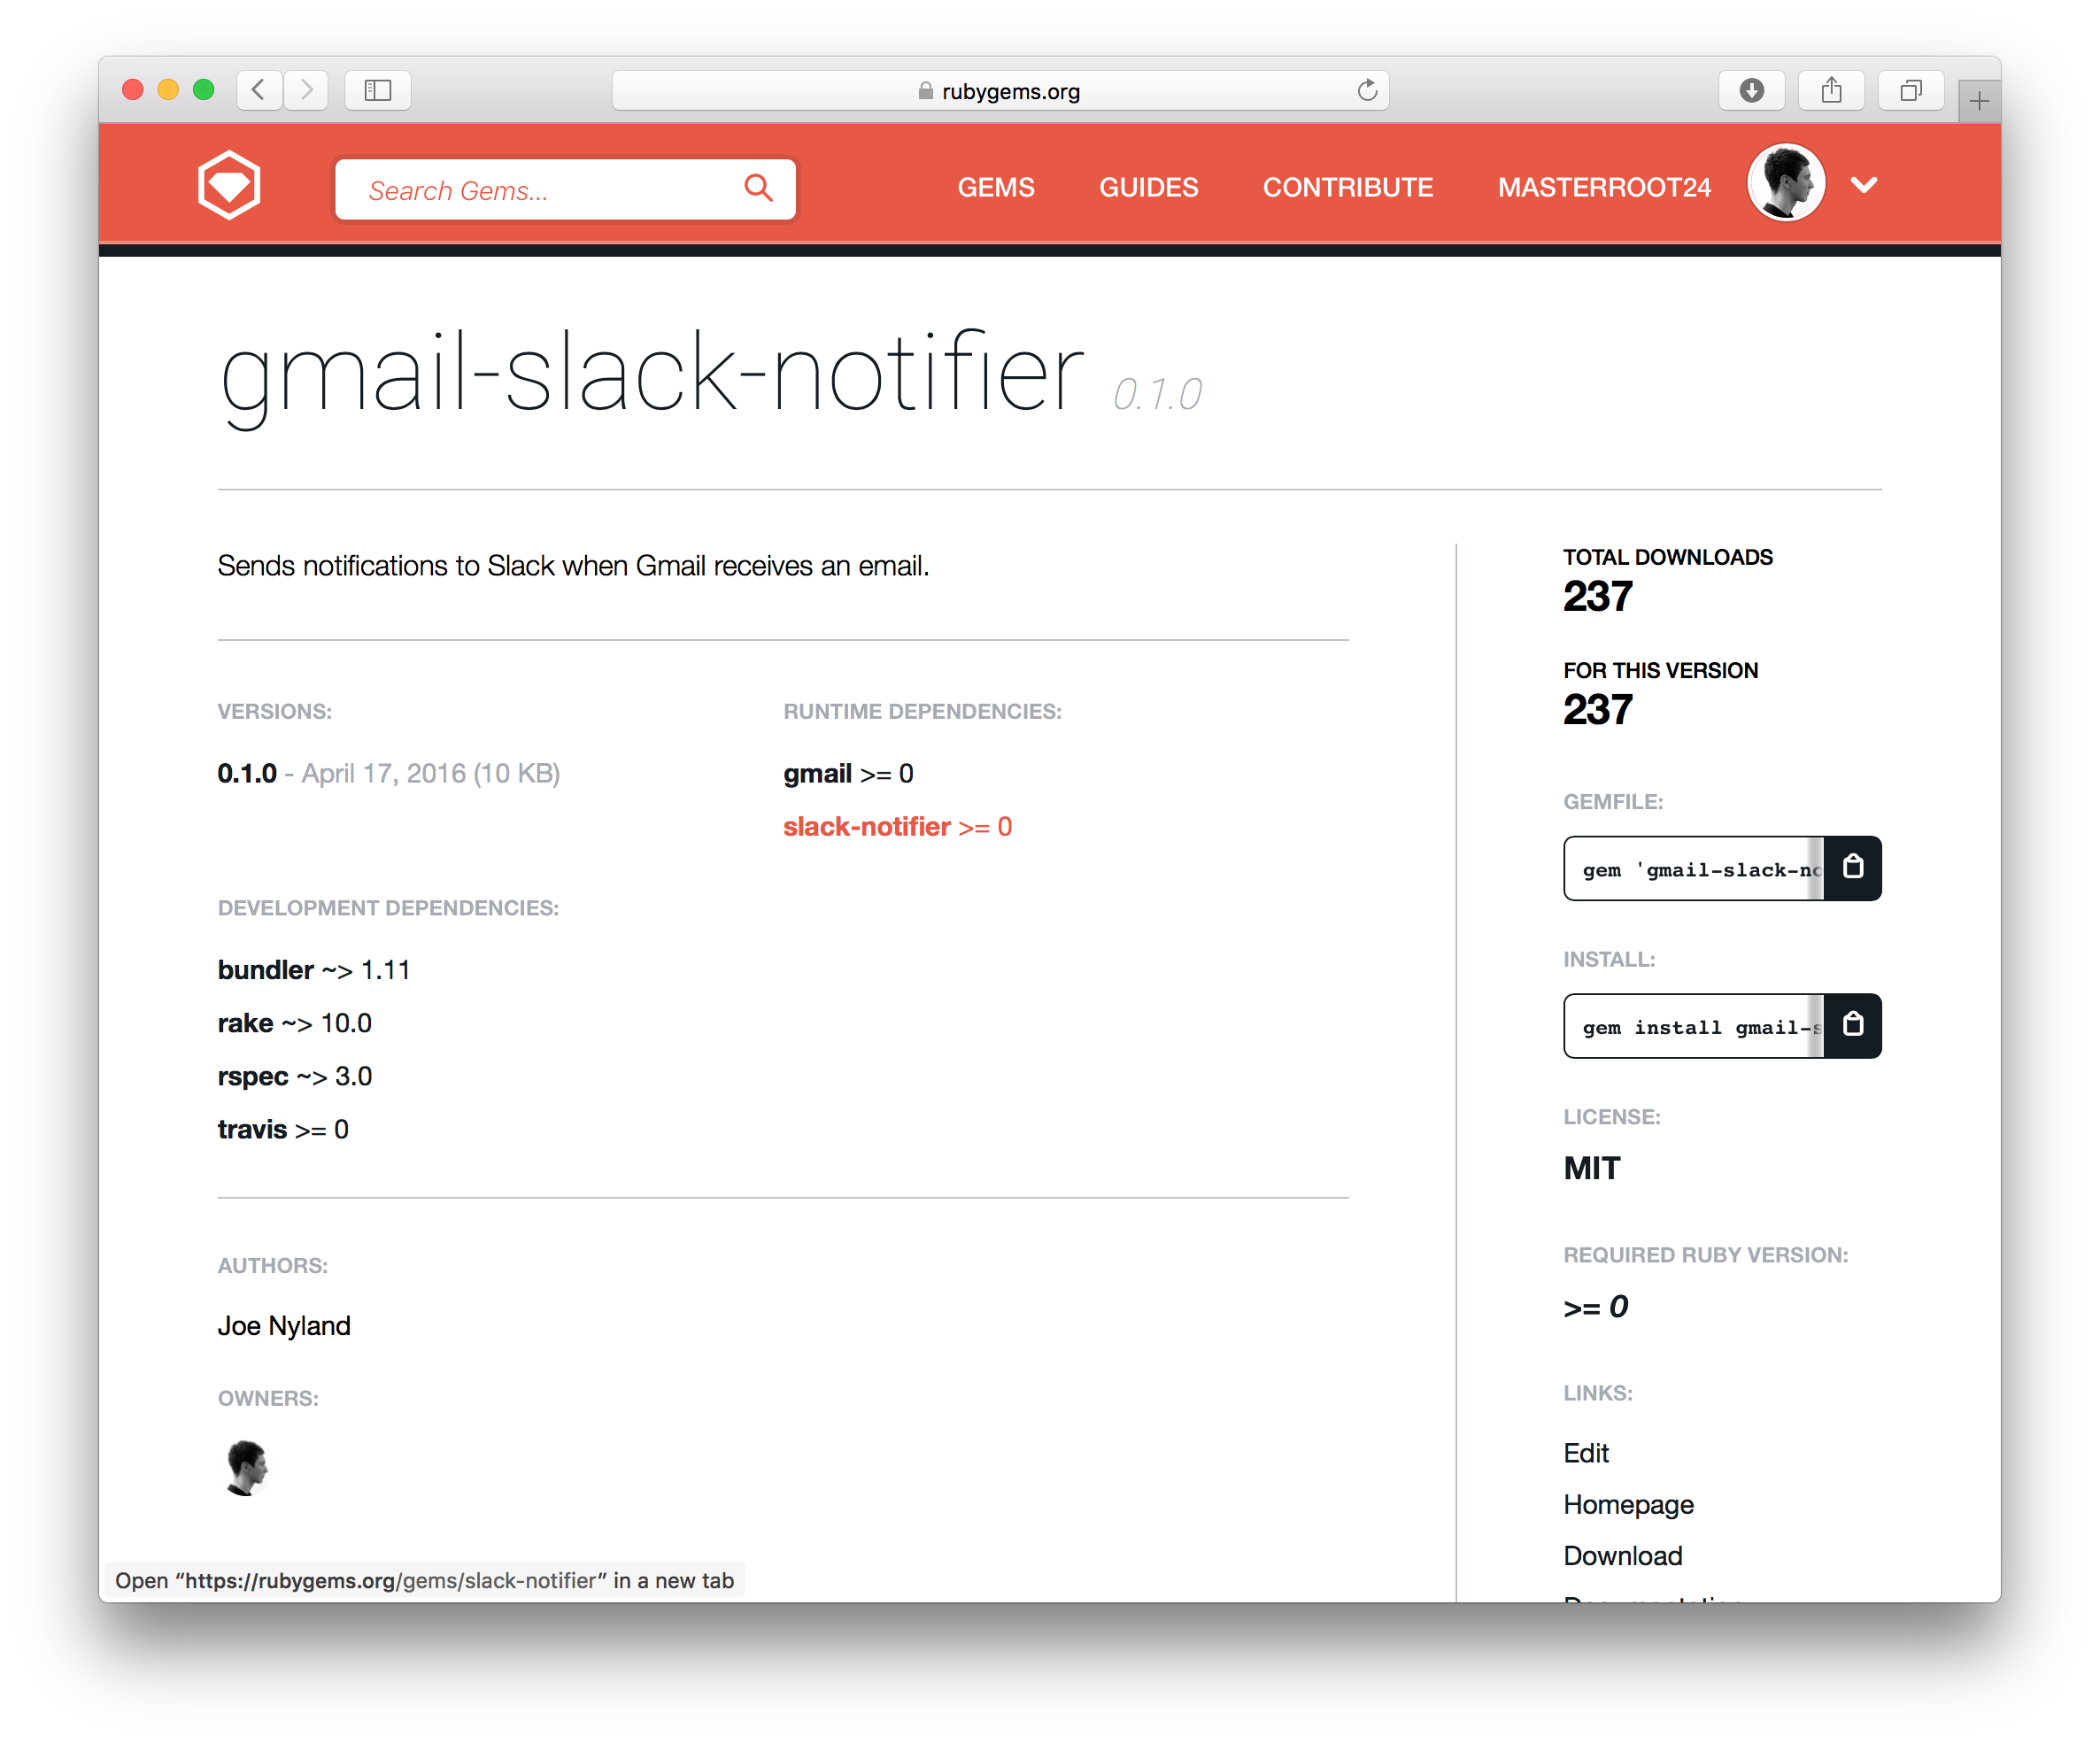 rubygems.org
Search Gems...
GEMS
GUIDES
CONTRIBUTE
MASTERROOT24
gmail-slack-notifier 0.1.0
Sends notifications to Slack when Gmail receives an email.
VERSIONS:
0.1.0 - April 17, 2016 (10 KB)
RUNTIME DEPENDENCIES:
gmail >= 0
slack-notifier >= 0
DEVELOPMENT DEPENDENCIES:
bundler ~> 1.11
rake ~> 10.0
rspec ~> 3.0
travis >= 0
AUTHORS:
Joe Nyland
OWNERS:
TOTAL DOWNLOADS
237
FOR THIS VERSION
237
GEMFILE:
gem 'gmail-slack-no
INSTALL:
gem install gmail-s
LICENSE:
MIT
REQUIRED RUBY VERSION:
>= 0
LINKS:
Edit
Homepage
Download
Open “https://rubygems.org/gems/slack-notifier” in a new tab